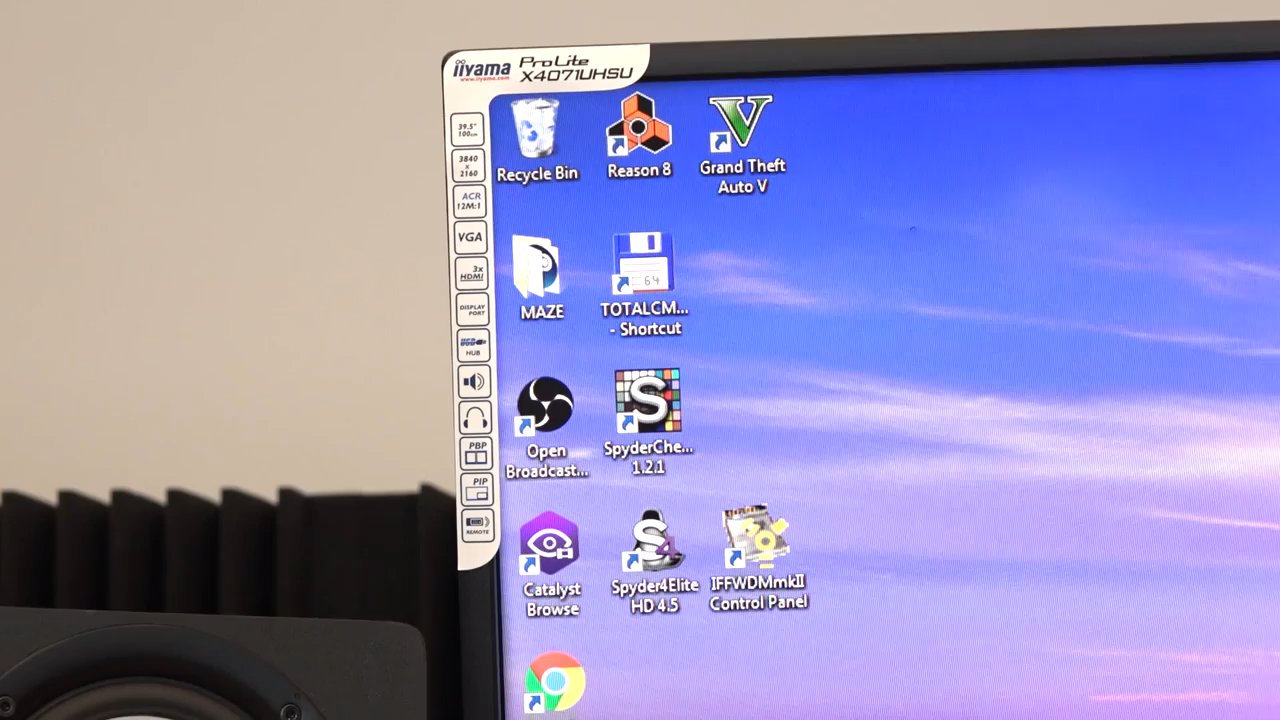 iiyama
www.iiyama.com
ProLite
X4071UHSU
39.5"
100cm
3840
x
2160
ACR
12M:1
VGA
3x
HDMI
DISPLAY
PORT
USB
HUB
PBP
PIP
REMOTE
Recycle Bin
Reason 8
Grand Theft
Auto V
MAZE
64
TOTALCM...
- Shortcut
Open
Broadcast...
S
SpyderChe...
1.2.1
Catalyst
Browse
S4
Spyder4Elite
HD 4.5
IFFWDMmkII
Control Panel